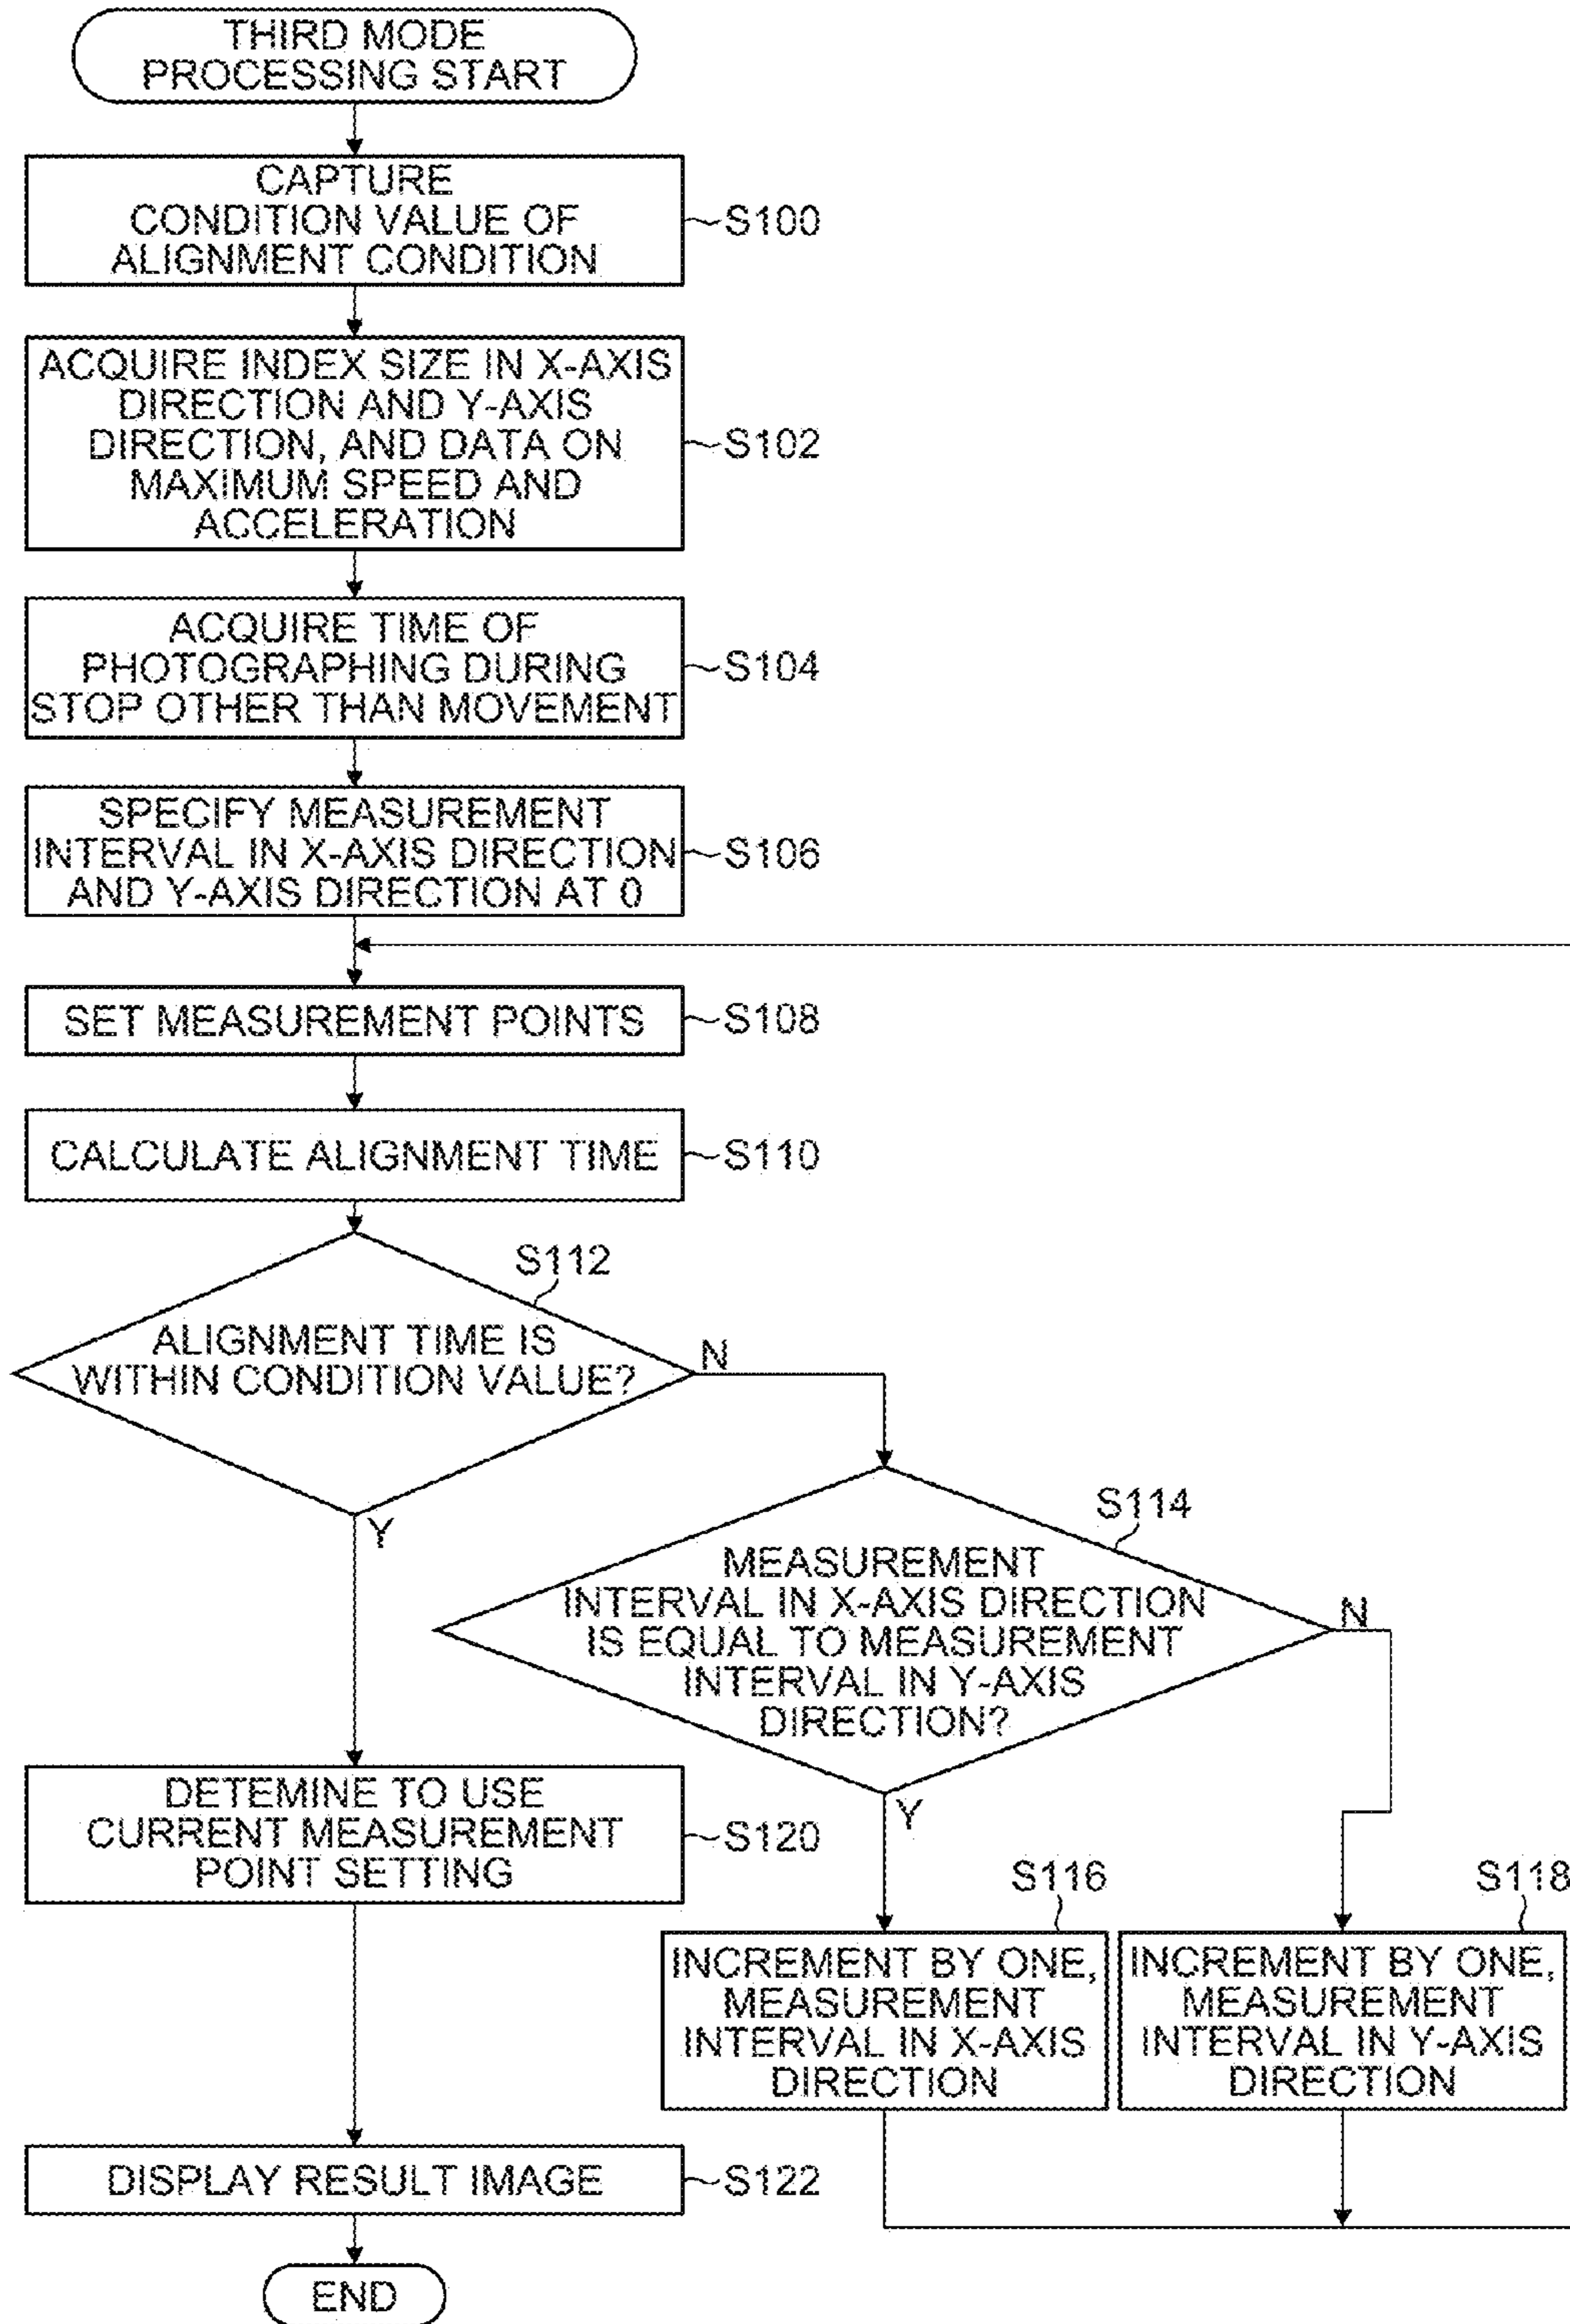 THIRD MODE
PROCESSING START
CAPTURE
CONDITION VALUE OF
ALIGNMENT CONDITION
S100
ACQUIRE INDEX SIZE IN X-AXIS
DIRECTION AND Y-AXIS
DIRECTION, AND DATA ON
MAXIMUM SPEED AND
ACCELERATION
S102
ACQUIRE TIME OF
PHOTOGRAPHING DURING
STOP OTHER THAN MOVEMENT
S104
SPECIFY MEASUREMENT
INTERVAL IN X-AXIS DIRECTION
AND Y-AXIS DIRECTION AT 0
S106
SET MEASUREMENT POINTS
S108
CALCULATE ALIGNMENT TIME
S110
S112
ALIGNMENT TIME IS
WITHIN CONDITION VALUE?
N
Y
S114
MEASUREMENT
INTERVAL IN X-AXIS DIRECTION
IS EQUAL TO MEASUREMENT
INTERVAL IN Y-AXIS
DIRECTION?
N
Y
DETEMINE TO USE
CURRENT MEASUREMENT
POINT SETTING
S120
S116
INCREMENT BY ONE,
MEASUREMENT
INTERVAL IN X-AXIS
DIRECTION
S118
INCREMENT BY ONE,
MEASUREMENT
INTERVAL IN Y-AXIS
DIRECTION
DISPLAY RESULT IMAGE
S122
END